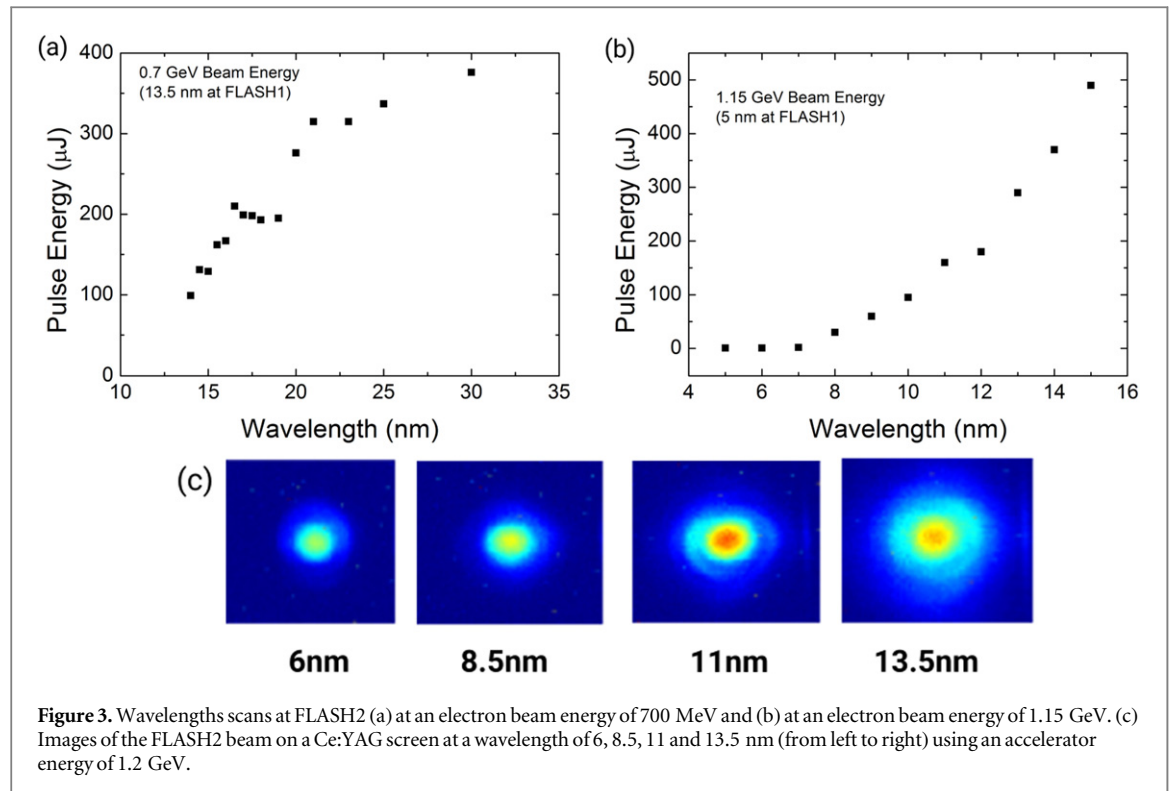 (a)
400
300
200
100
0
Pulse Energy (μJ)
0.7 GeV Beam Energy
(13.5 nm at FLASH1)
10 15 20 25 30 35
Wavelength (nm)
(b)
500
400
300
200
100
0
Pulse Energy (μJ)
1.15 GeV Beam Energy
(5 nm at FLASH1)
4 6 8 10 12 14 16
Wavelength (nm)
(c)
6nm 8.5nm 11nm 13.5nm
Figure 3. Wavelengths scans at FLASH2 (a) at an electron beam energy of 700 MeV and (b) at an electron beam energy of 1.15 GeV. (c)
Images of the FLASH2 beam on a Ce:YAG screen at a wavelength of 6, 8.5, 11 and 13.5 nm (from left to right) using an accelerator
energy of 1.2 GeV.